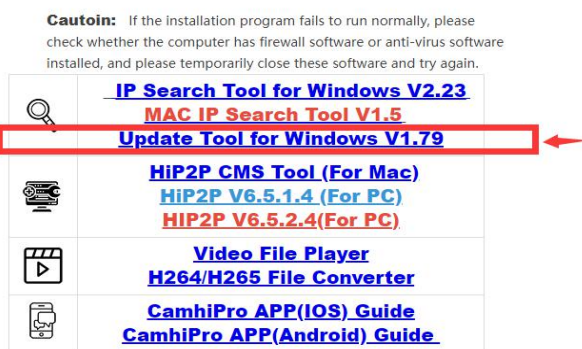 Cautoin: If the installation program fails to run normally, please
check whether the computer has firewall software or anti-virus software
installed, and please temporarily close these software and try again.
IP Search Tool for Windows V2.23
MAC IP Search Tool V1.5
Update Tool for Windows V1.79
HiP2P CMS Tool (For Mac)
HiP2P V6.5.1.4 (For PC)
HIP2P V6.5.2.4(For PC)
Video File Player
H264/H265 File Converter
CamhiPro APP(IOS) Guide
CamhiPro APP(Android) Guide